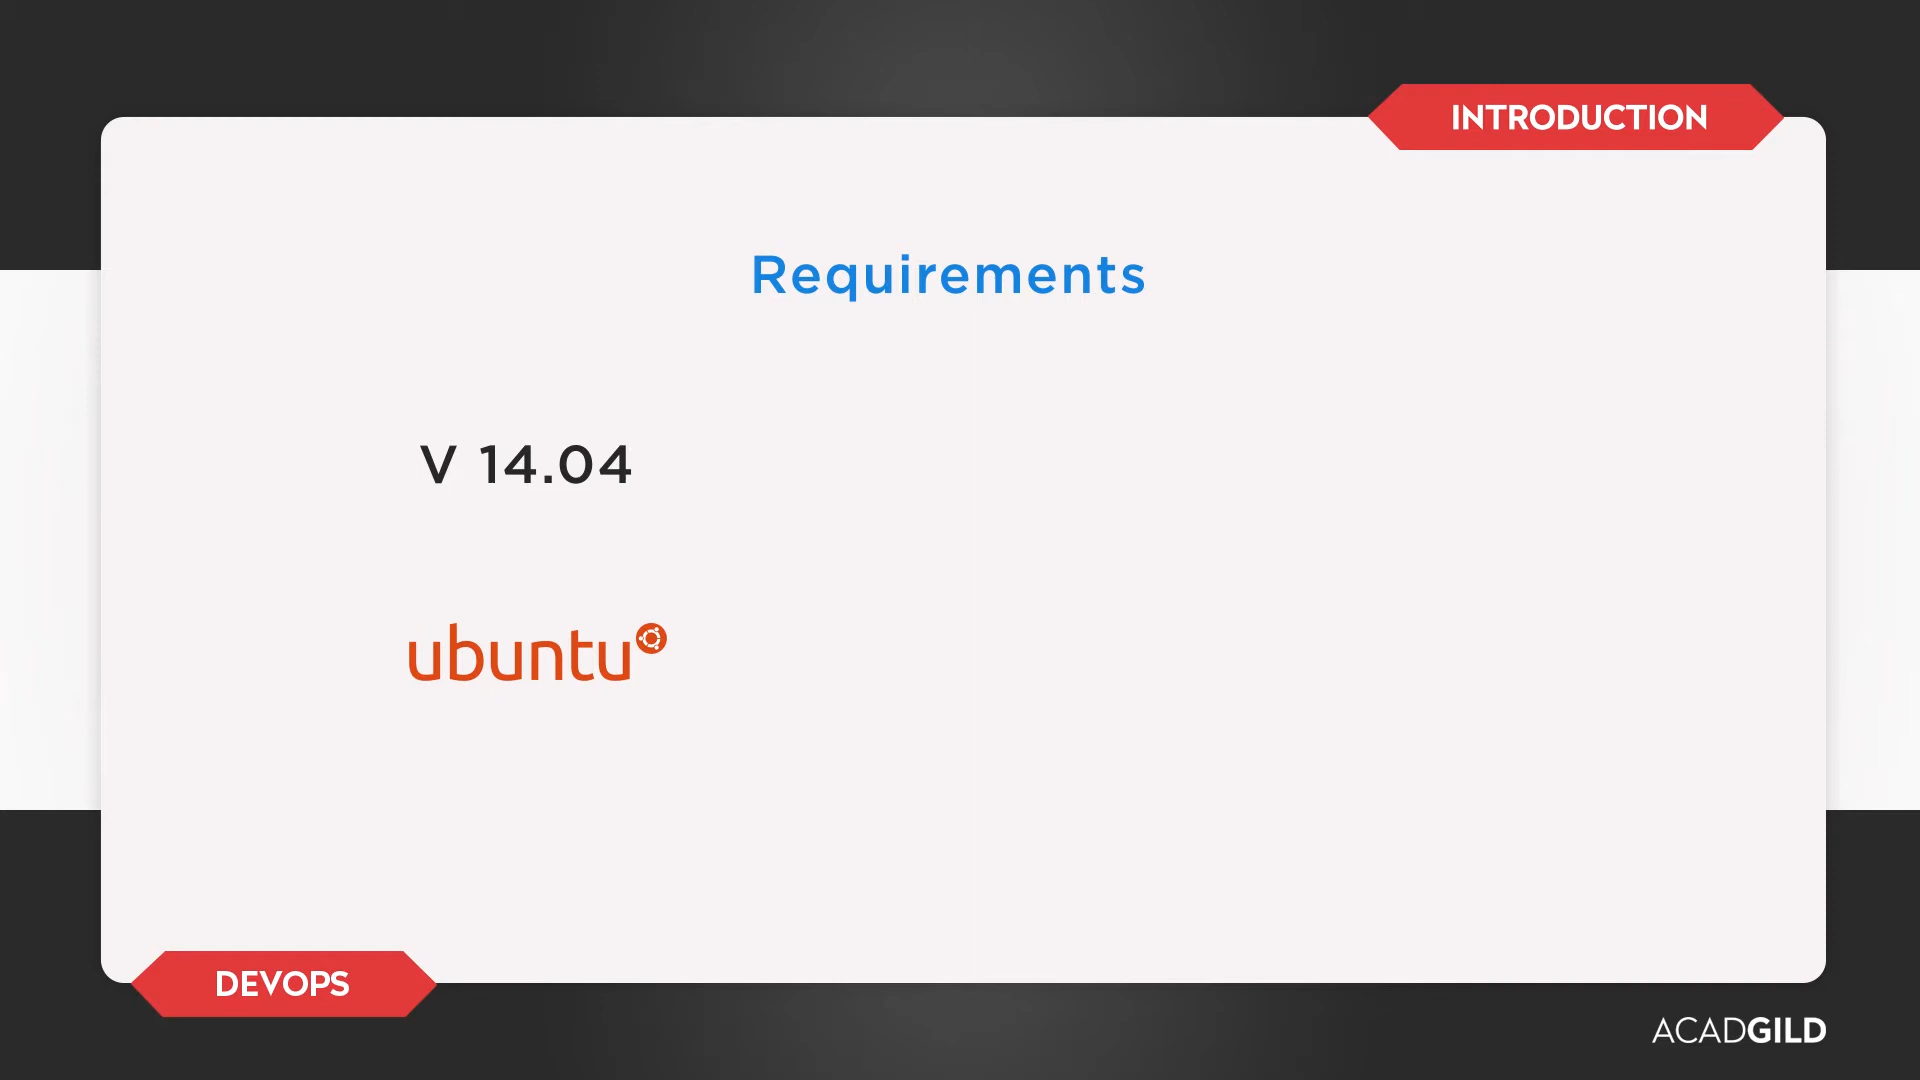 INTRODUCTION
Requirements
V 14.04
ubuntu
DEVOPS
ACADGILD